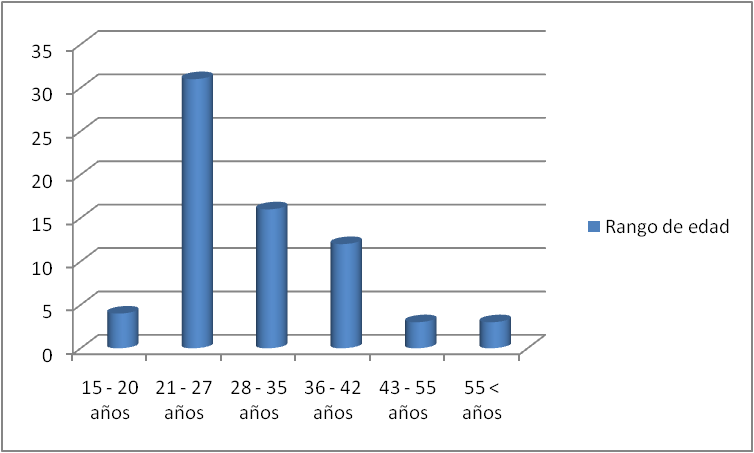 35
30
25
20
15
10
5
0
15 - 20 años
21 - 27 años
28 - 35 años
36 - 42 años
43 - 55 años
55 < años
Rango de edad